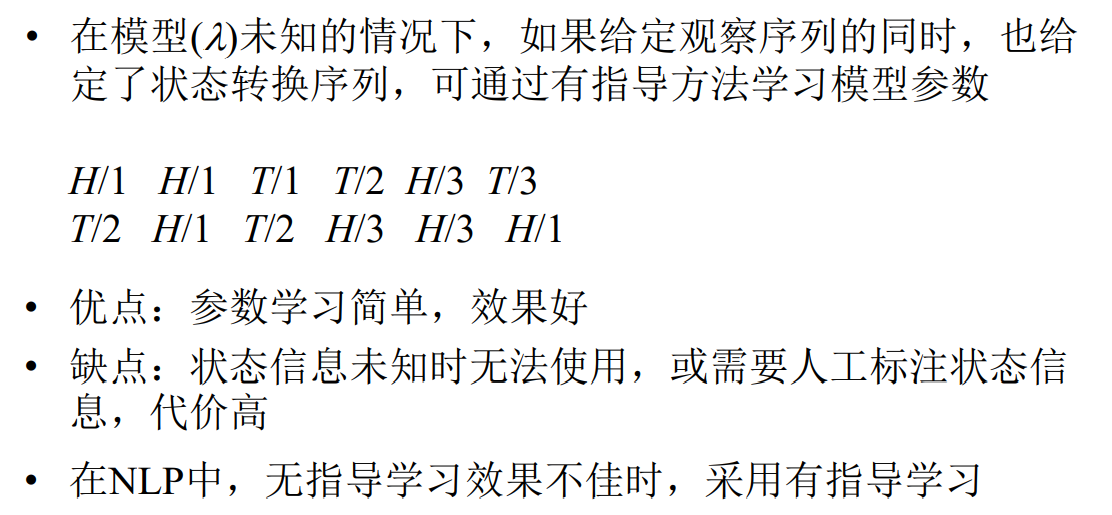 • 在模型(λ)未知的情况下，如果给定观察序列的同时，也给
定了状态转换序列，可通过有指导方法学习模型参数
H/1 H/1 T/1 T/2 H/3 T/3
T/2 H/1 T/2 H/3 H/3 H/1
• 优点：参数学习简单，效果好
• 缺点：状态信息未知时无法使用，或需要人工标注状态信
息，代价高
• 在NLP中，无指导学习效果不佳时，采用有指导学习